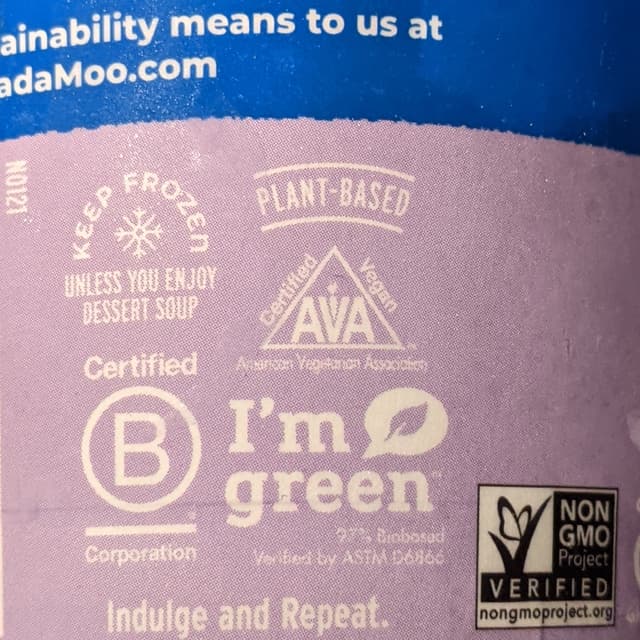 ainability means to us at
adaMoo.com
N0121
KEEP FROZEN
UNLESS YOU ENJOY
DESSERT SOUP
PLANT-BASED
Certified Vegan
AVA
American Vegetarian Association
Certified
B
Corporation
I'm
green™
97% Biobased
Verified by ASTM D6866
NON
GMO
Project
VERIFIED
nongmoproject.org
Indulge and Repeat.